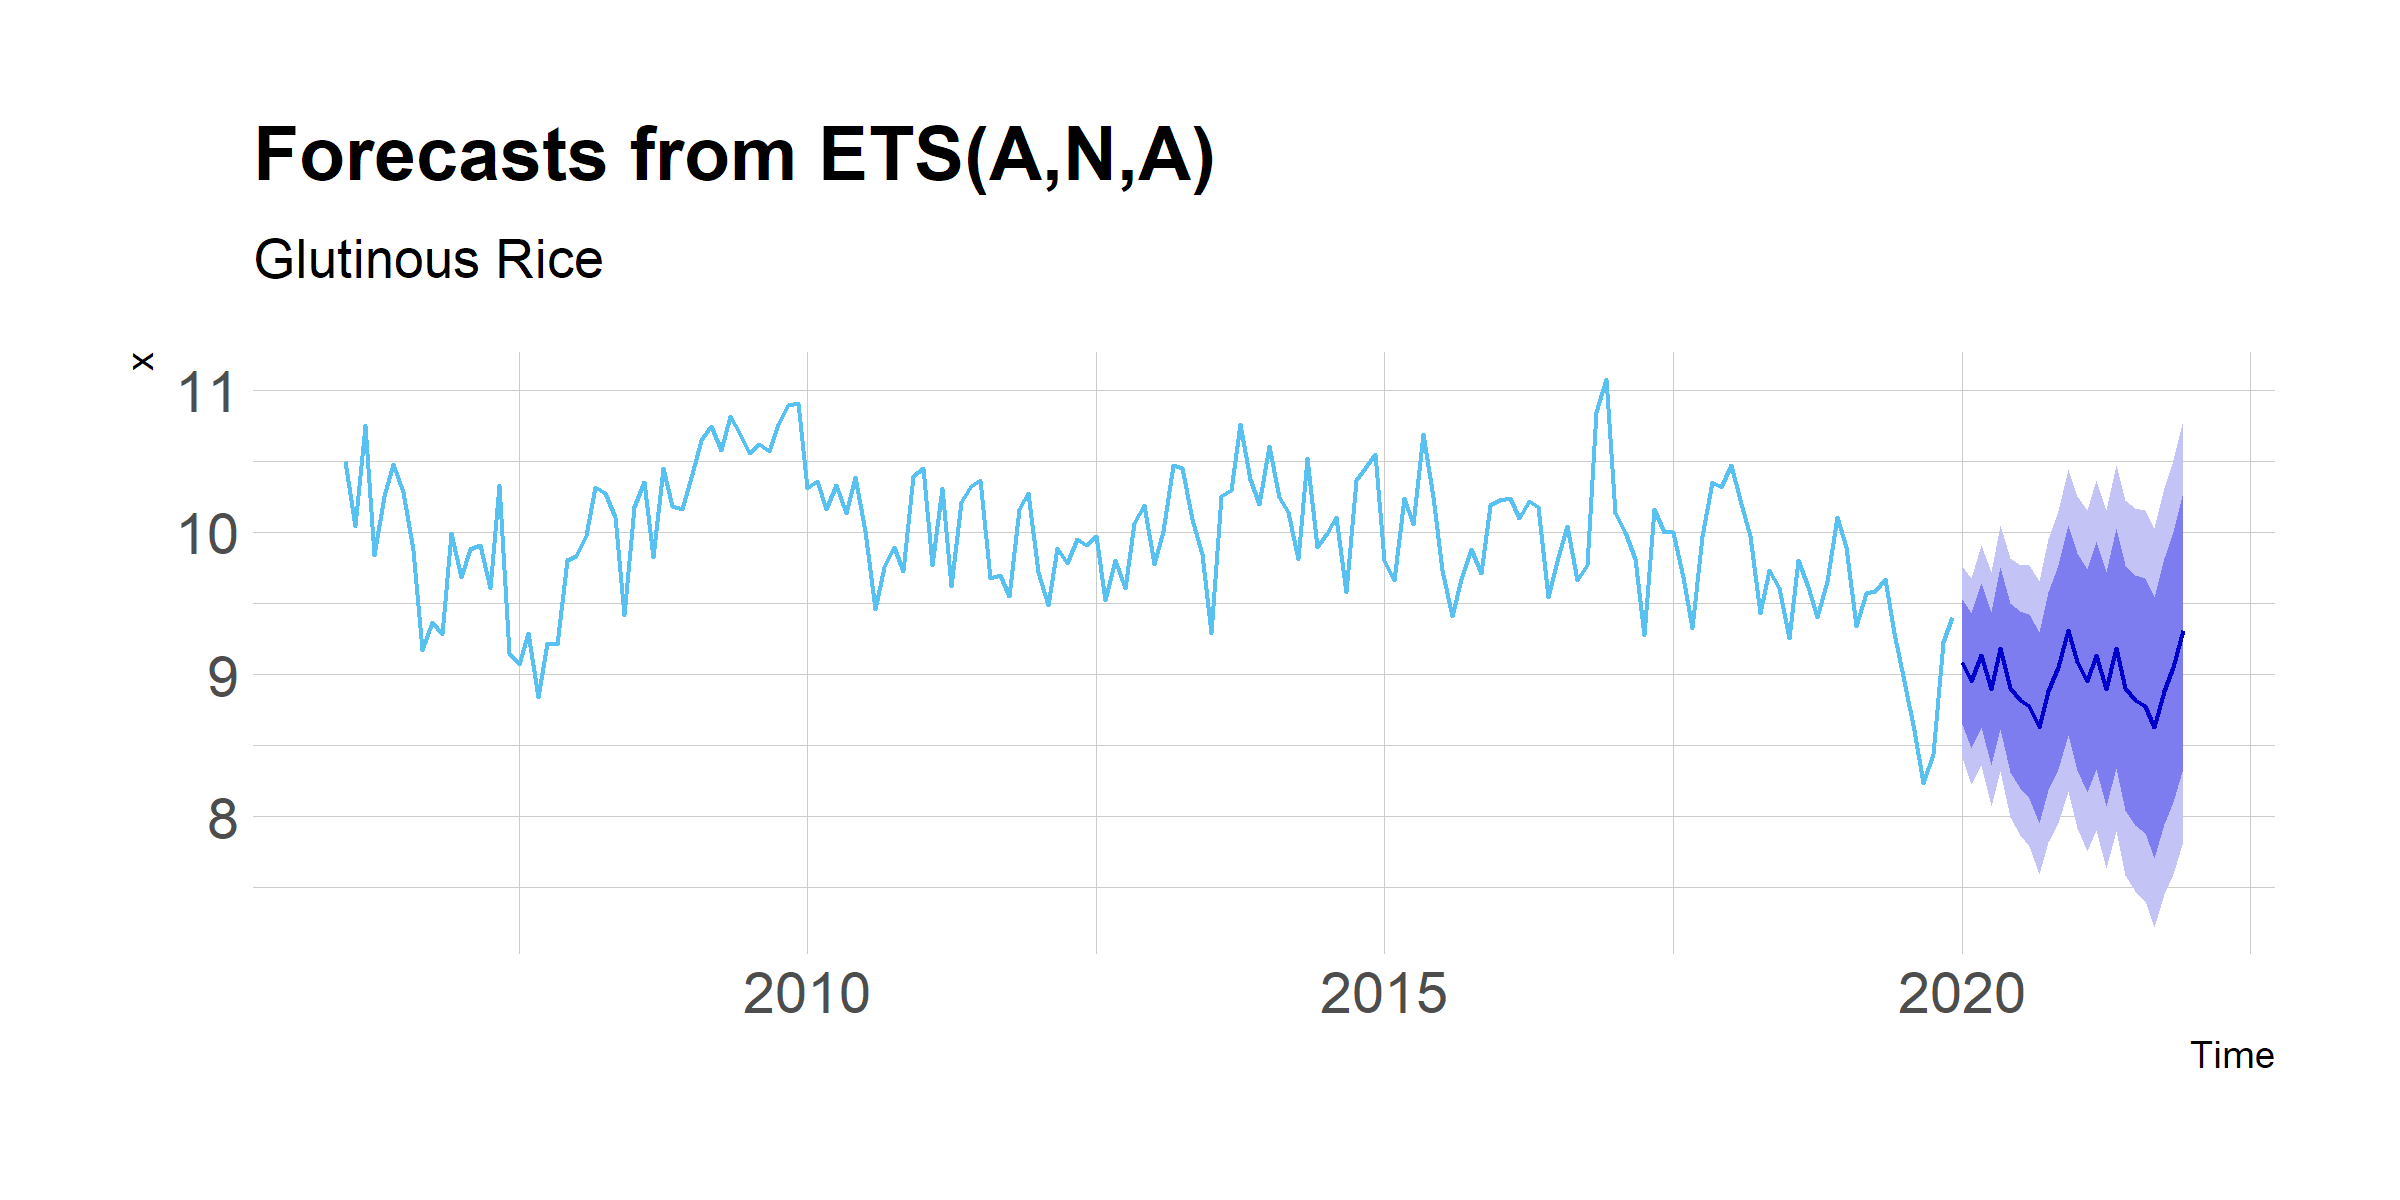 Forecasts from ETS(A,N,A)
Glutinous Rice
x
11
10
9
8
2010
2015
2020
Time